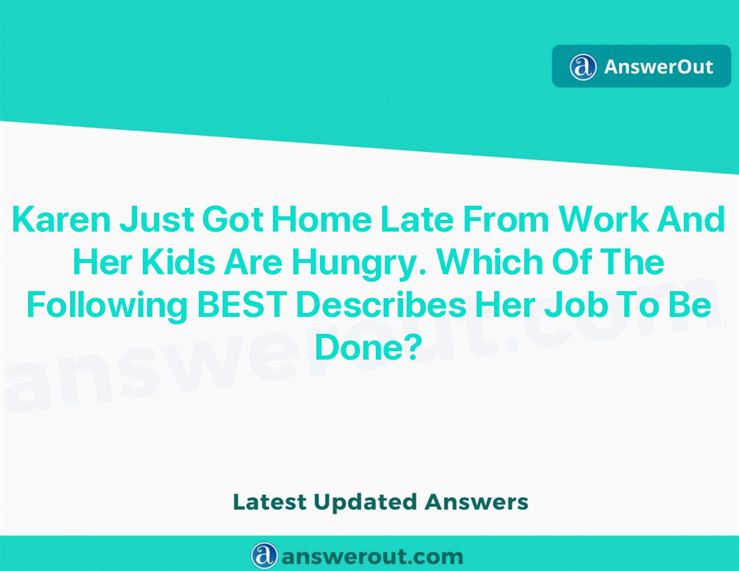 AnswerOut
Karen Just Got Home Late From Work And
Her Kids Are Hungry. Which Of The
Following BEST Describes Her Job To Be
Done?
answerout.com
Latest Updated Answers
answerout.com